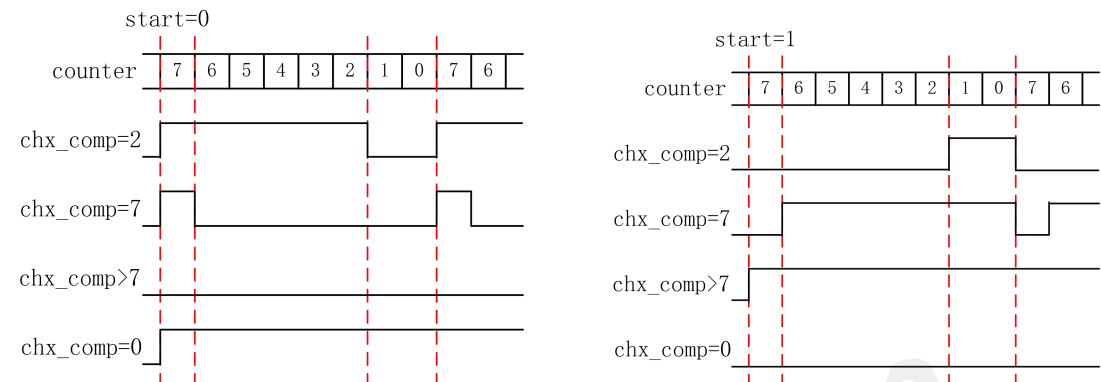 start=0
counter 7 6 5 4 3 2 1 0 7 6
chx_comp=2
chx_comp=7
chx_comp>7
chx_comp=0
start=1
counter 7 6 5 4 3 2 1 0 7 6
chx_comp=2
chx_comp=7
chx_comp>7
chx_comp=0